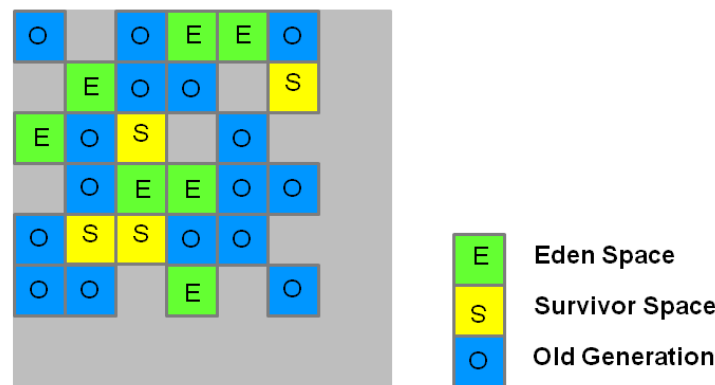 O O E E O
E O O S
E O S O
O E E O O
O S S O O
O O E O
E Eden Space
S Survivor Space
O Old Generation